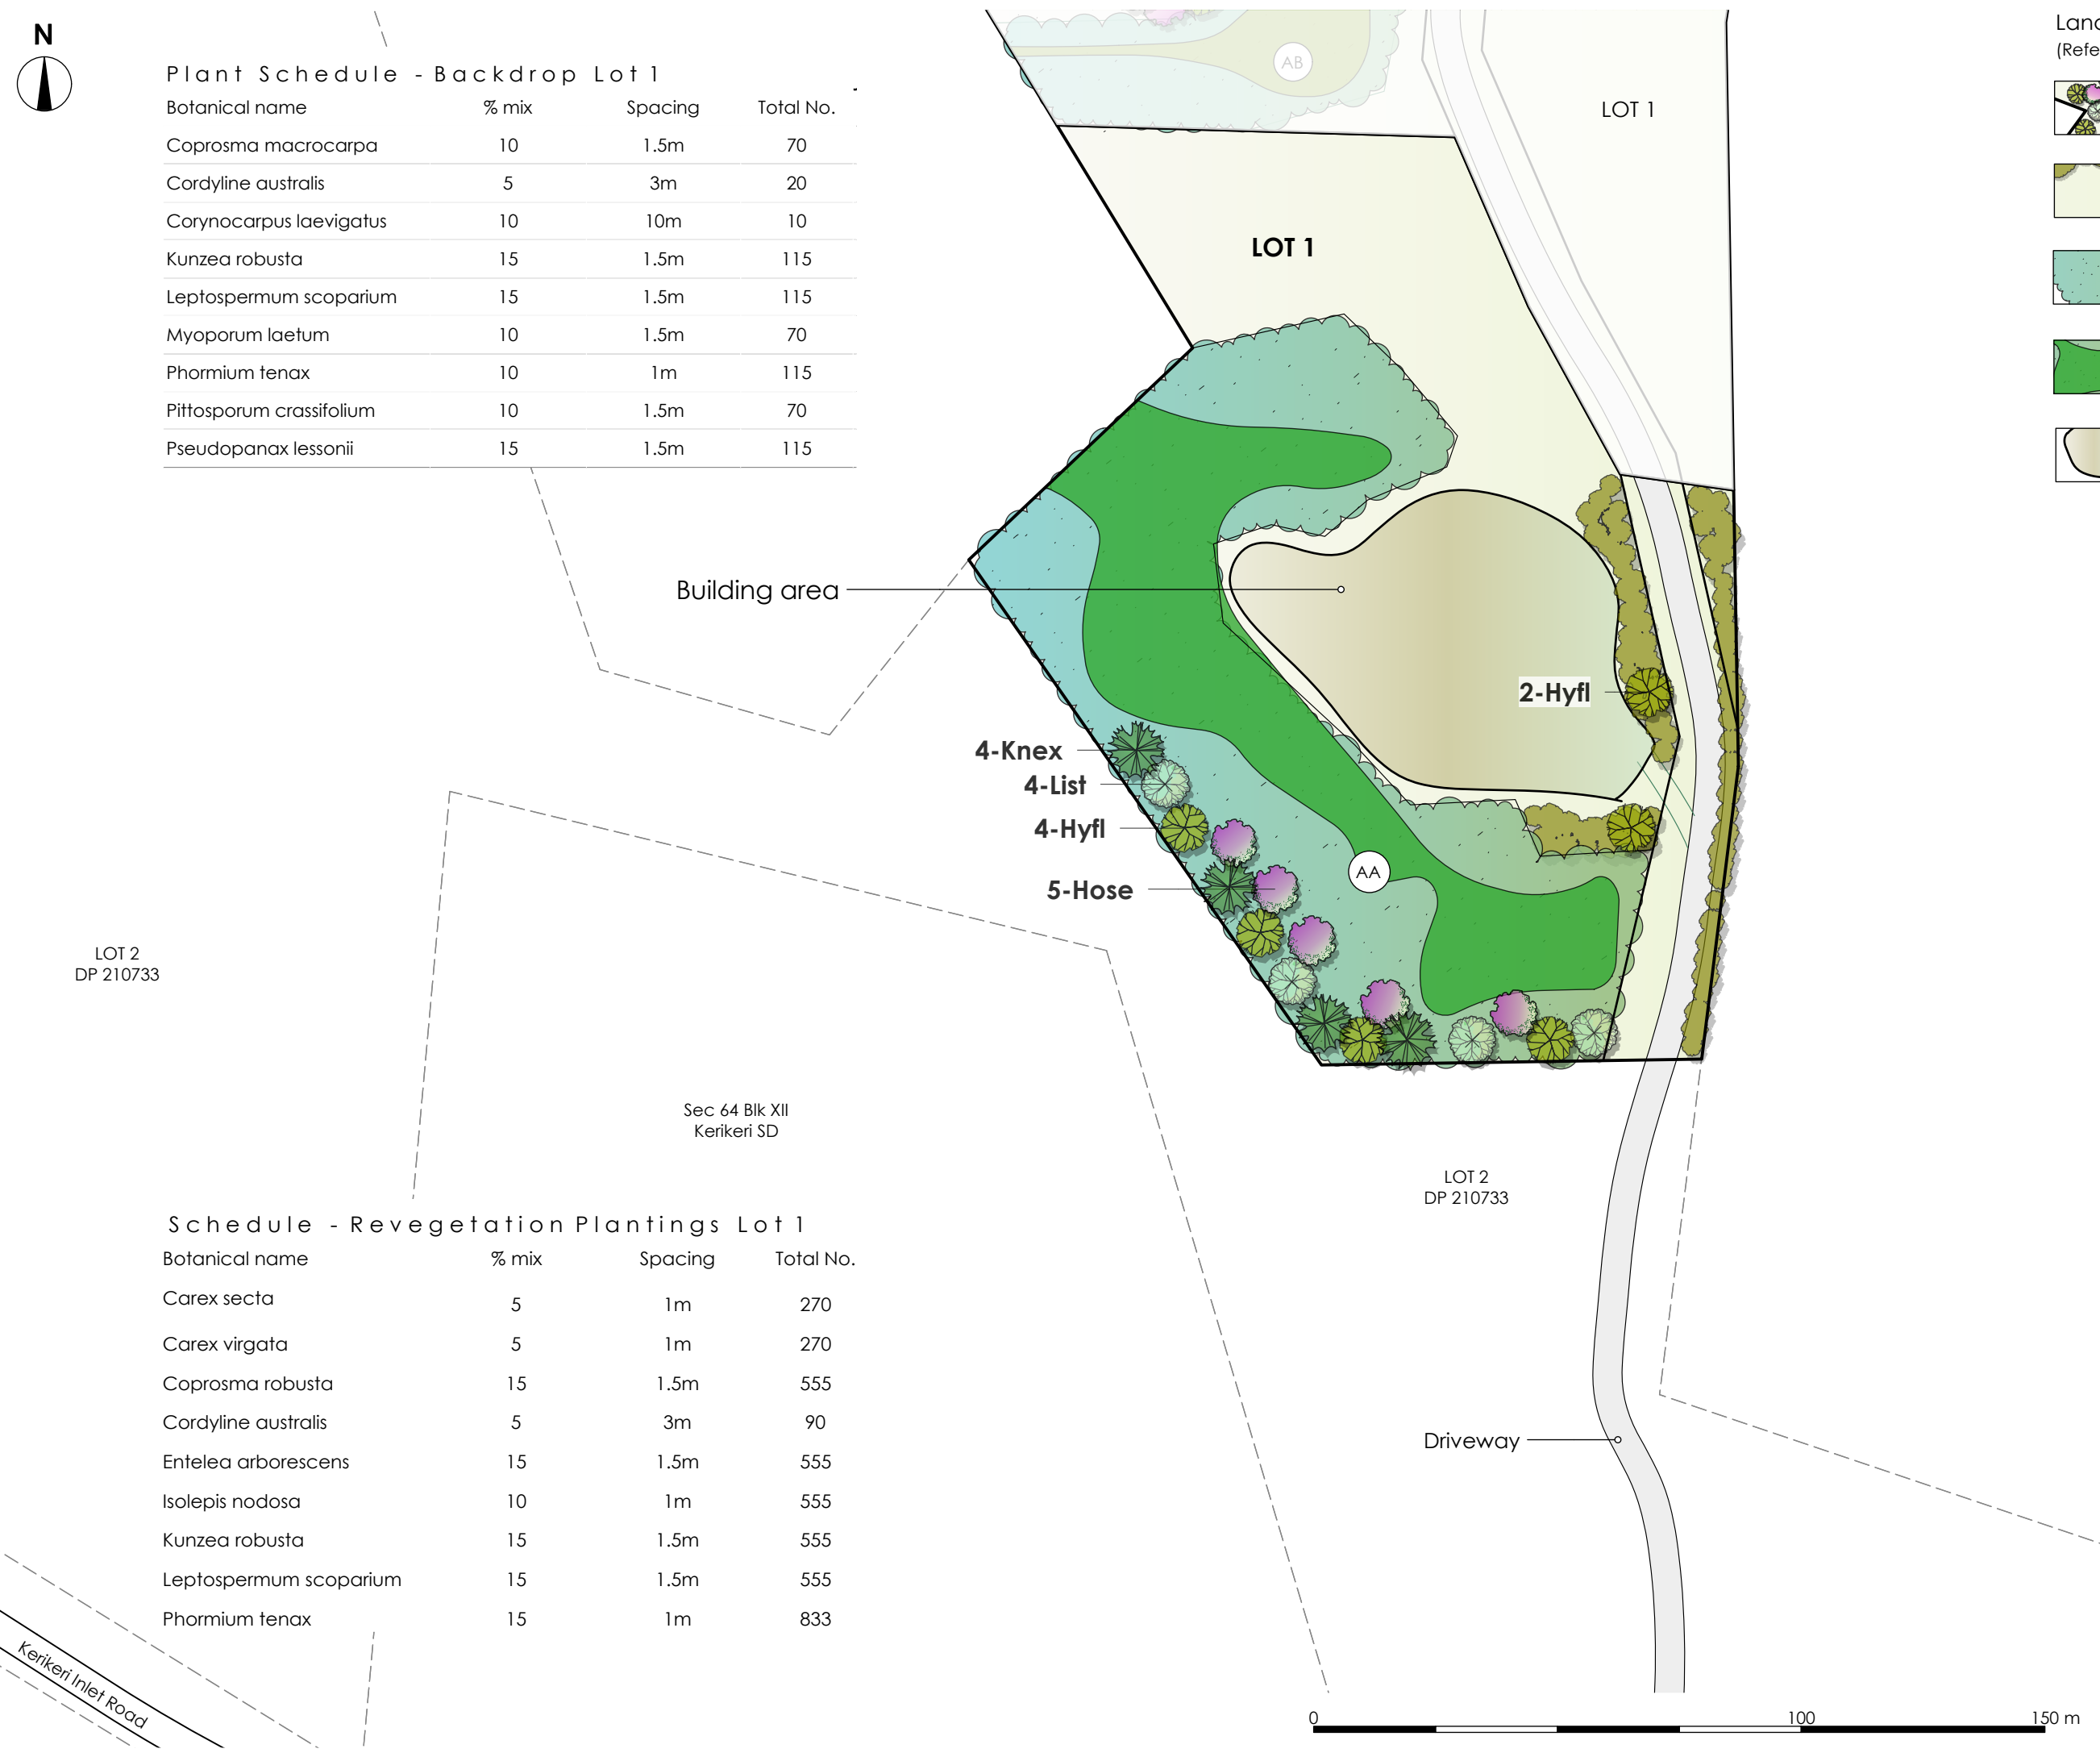 N
Plant Schedule - Backdrop Lot 1
Botanical name % mix Spacing Total No.
Coprosma macrocarpa 10 1.5m 70
Cordyline australis 5 3m 20
Corynocarpus laevigatus 10 10m 10
Kunzea robusta 15 1.5m 115
Leptospermum scoparium 15 1.5m 115
Myoporum laetum 10 1.5m 70
Phormium tenax 10 1m 115
Pittosporum crassifolium 10 1.5m 70
Pseudopanax lessonii 15 1.5m 115
AB
LOT 1
LOT 1
(Refe
Building area
2-Hyfl
4-Knex
4-List
4-Hyfl
5-Hose
AA
LOT 2
DP 210733
Sec 64 Blk XII
Kerikeri SD
LOT 2
DP 210733
Schedule - Revegetation Plantings Lot 1
Botanical name % mix Spacing Total No.
Carex secta 5 1m 270
Carex virgata 5 1m 270
Coprosma robusta 15 1.5m 555
Cordyline australis 5 3m 90
Entelea arborescens 15 1.5m 555
Isolepis nodosa 10 1m 555
Kunzea robusta 15 1.5m 555
Leptospermum scoparium 15 1.5m 555
Phormium tenax 15 1m 833
Driveway
Kerikeri Inlet Road
0 100 150 m